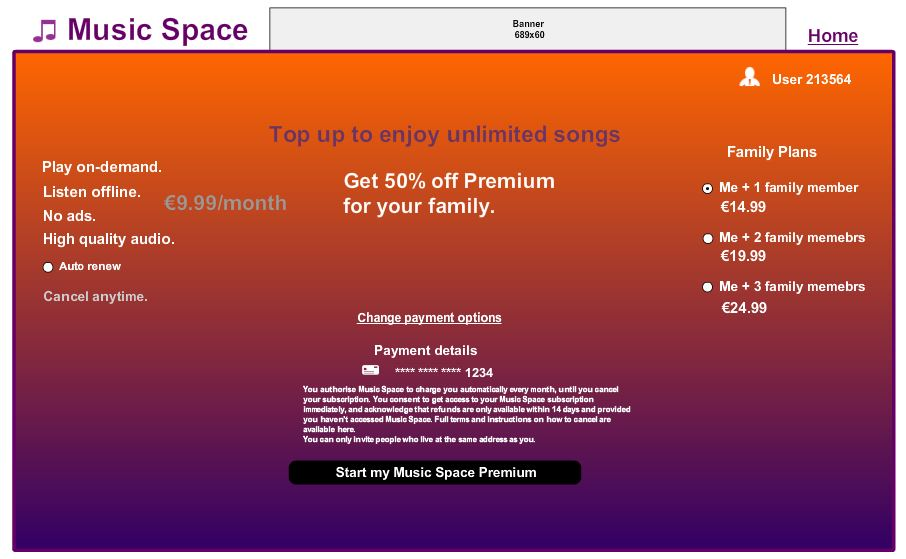 Music Space
Banner
689x60
Home
User 213564
Top up to enjoy unlimited songs
Play on-demand.
Listen offline.
No ads.
High quality audio.
€9.99/month
Auto renew
Cancel anytime.
Get 50% off Premium
for your family.
Family Plans
Me + 1 family member
€14.99
Me + 2 family memebrs
€19.99
Me + 3 family memebrs
€24.99
Change payment options
Payment details
**** **** **** 1234
You authorise Music Space to charge you automatically every month, until you cancel
your subscription. You consent to get access to your Music Space subscription
immediately, and acknowledge that refunds are only available within 14 days and provided
you haven't accessed Music Space. Full terms and instructions on how to cancel are
available here.
You can only invite people who live at the same address as you.
Start my Music Space Premium